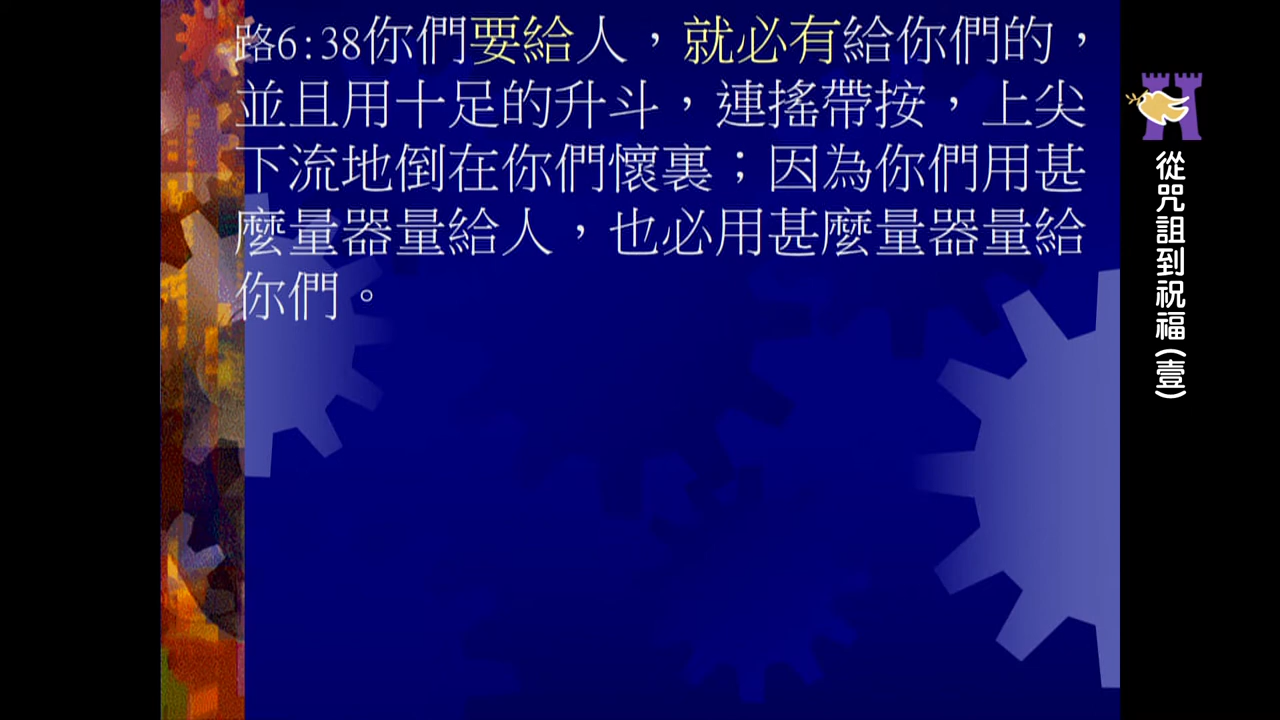 路6:38你們要給人，就必有給你們的，
並且用十足的升斗，連搖帶按，上尖
下流地倒在你們懷裏；因為你們用甚
麼量器量給人，也必用甚麼量器量給
你們。
從咒詛到祝福(壹)